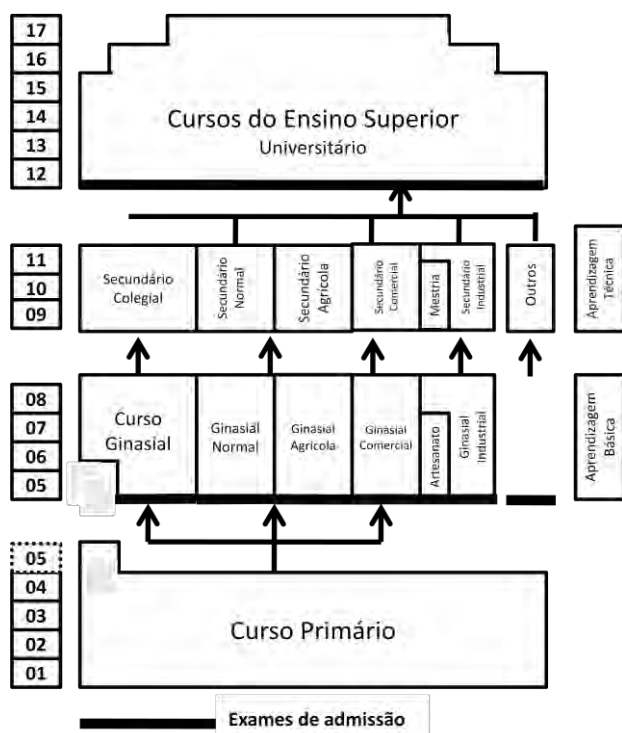 17
16
15
14
13
12
Cursos do Ensino Superior
Universitário
11
10
09
Secundário
Colegial
Secundário
Normal
Secundário
Agrícola
Secundário
Comercial
Mestria
Secundário
Industrial
Outros
Aprendizagem
Técnica
08
07
06
05
Curso
Ginasial
Ginasial
Normal
Ginasial
Agrícola
Ginasial
Comercial
Artesanato
Ginasial
Industrial
Aprendizagem
Básica
05
04
03
02
01
Curso Primário
Exames de admissão